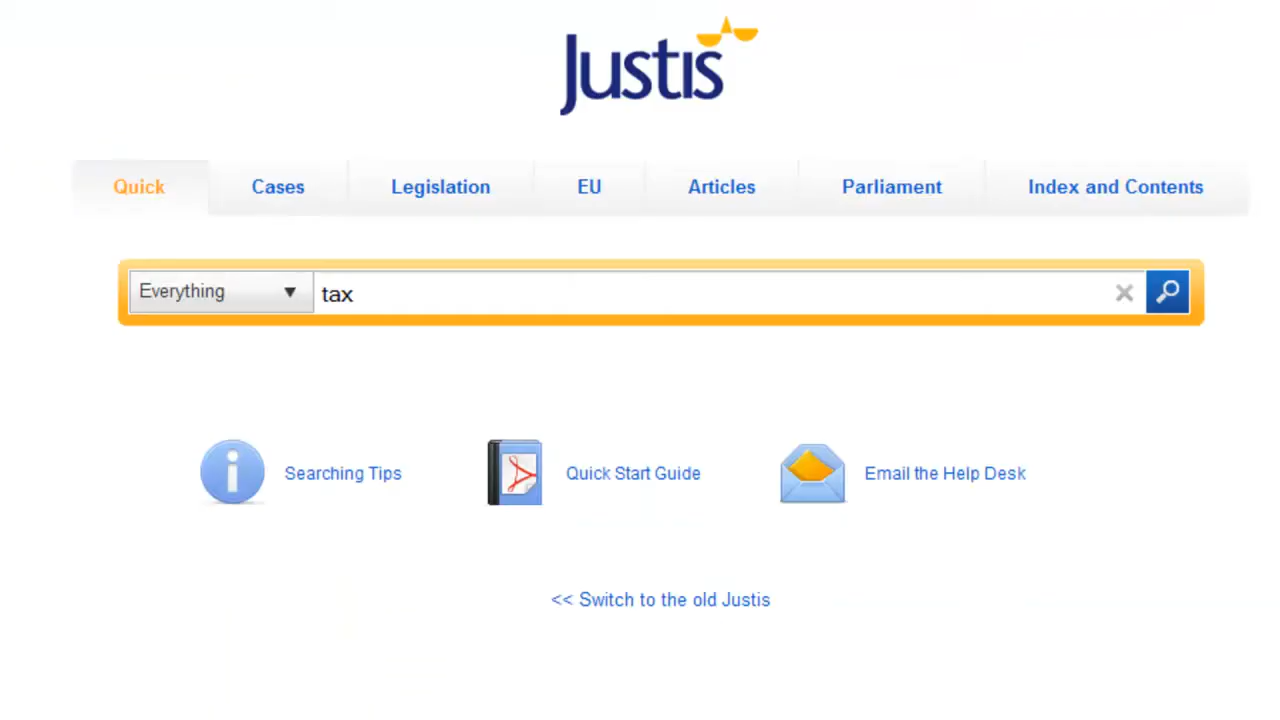 Justis
Quick Cases Legislation EU Articles Parliament Index and Contents
Everything tax
Searching Tips Quick Start Guide Email the Help Desk
<< Switch to the old Justis